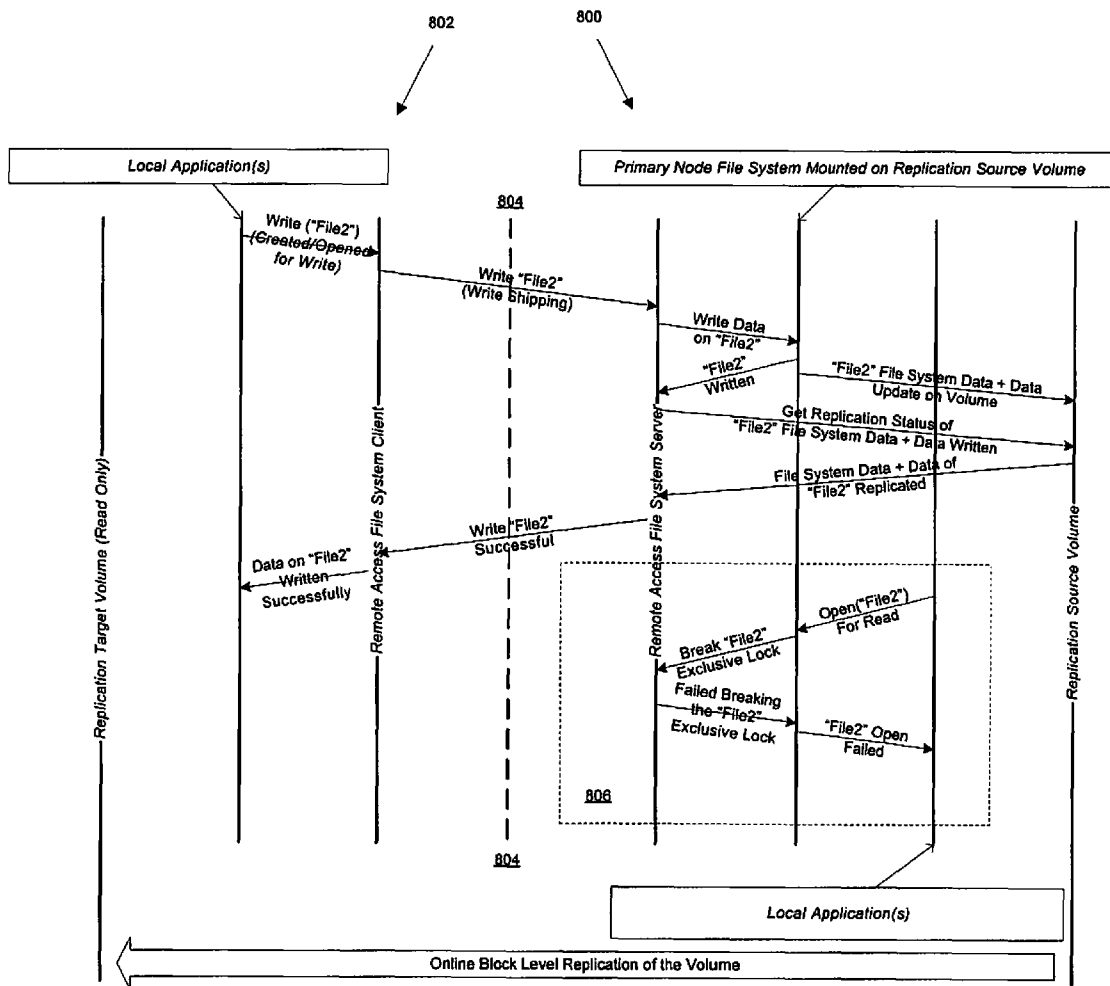 802
800
Local Application(s)
Primary Node File System Mounted on Replication Source Volume
804
Write ("File2")
(Created/Opened
for Write)
Write "File2"
(Write Shipping)
Write Data
on "File2"
"File2"
Written
"File2" File System Data + Data
Update on Volume
Get Replication Status of
"File2" File System Data + Data Written
File System Data + Data of
"File2" Replicated
Write "File2"
Successful
Data on "File2"
Written
Successfully
Replication Target Volume (Read Only)
Remote Access File System Client
Remote Access File System Server
Replication Source Volume
Open("File2")
For Read
Break "File2"
Exclusive Lock
Failed Breaking
the "File2"
Exclusive Lock
"File2" Open
Failed
806
804
Local Application(s)
Online Block Level Replication of the Volume